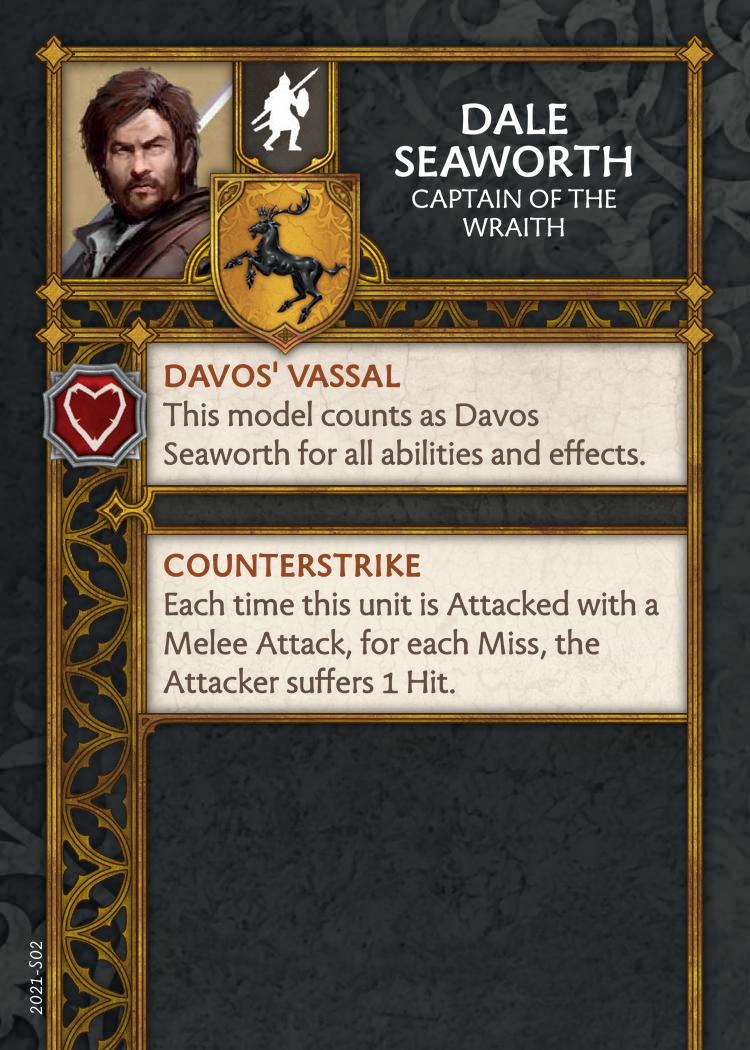 DALE
SEAWORTH
CAPTAIN OF THE
WRAITH
DAVOS' VASSAL
This model counts as Davos
Seaworth for all abilities and effects.
COUNTERSTRIKE
Each time this unit is Attacked with a
Melee Attack, for each Miss, the
Attacker suffers 1 Hit.
2021-S02